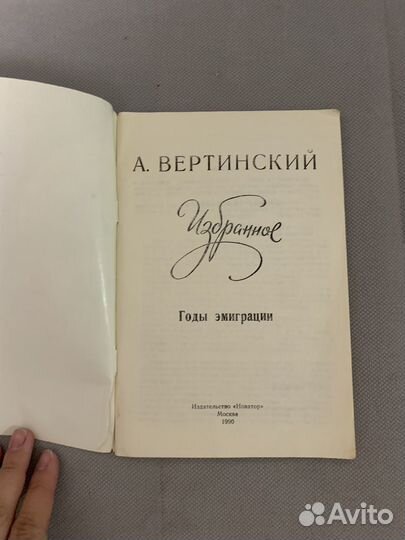 А. ВЕРТИНСКИЙ
Избранное
Годы эмиграции
Издательство «Новатор»
Москва
1990
Avito